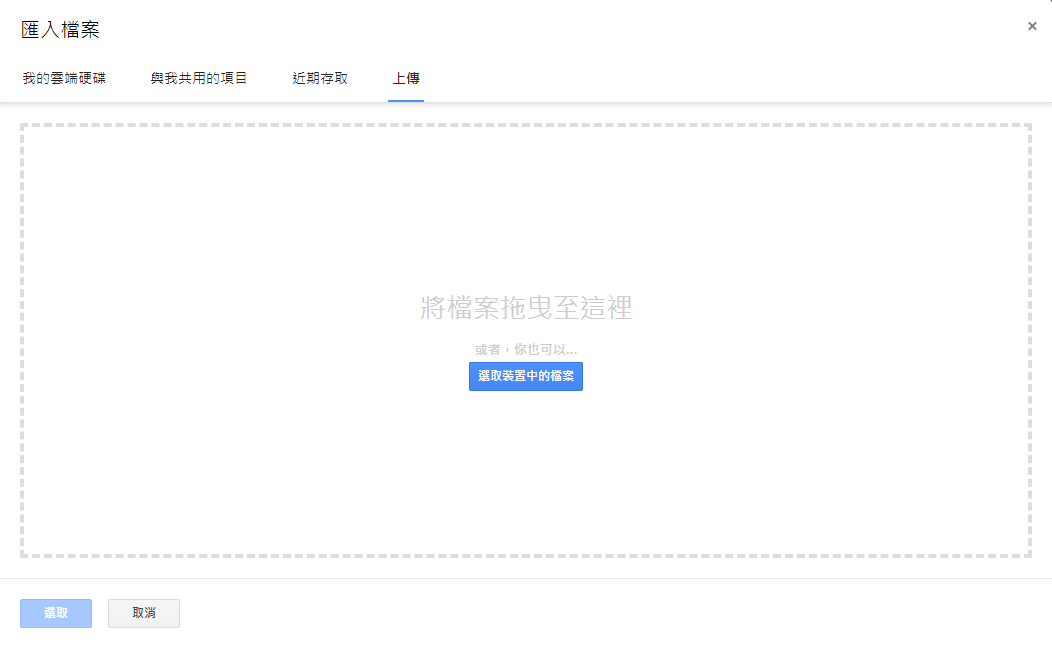 匯入檔案
我的雲端硬碟 與我共用的項目 近期存取 上傳
將檔案拖曳至這裡
或者，你也可以...
選取裝置中的檔案
選取 取消